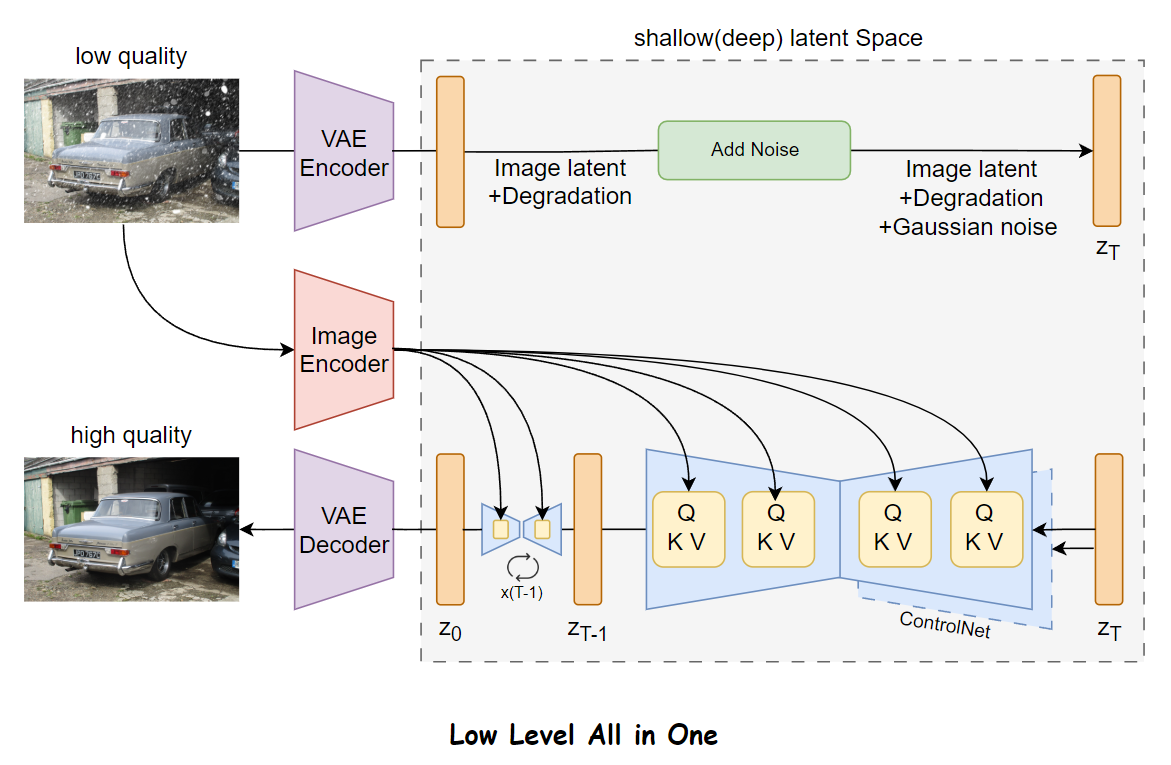 shallow(deep) latent Space
low quality
VAE
Encoder
Add Noise
Image latent
+Degradation
Image latent
+Degradation
+Gaussian noise
z_T
Image
Encoder
high quality
VAE
Decoder
Q
K V
Q
K V
Q
K V
Q
K V
x(T-1)
ControlNet
z_0
z_T-1
z_T
Low Level All in One